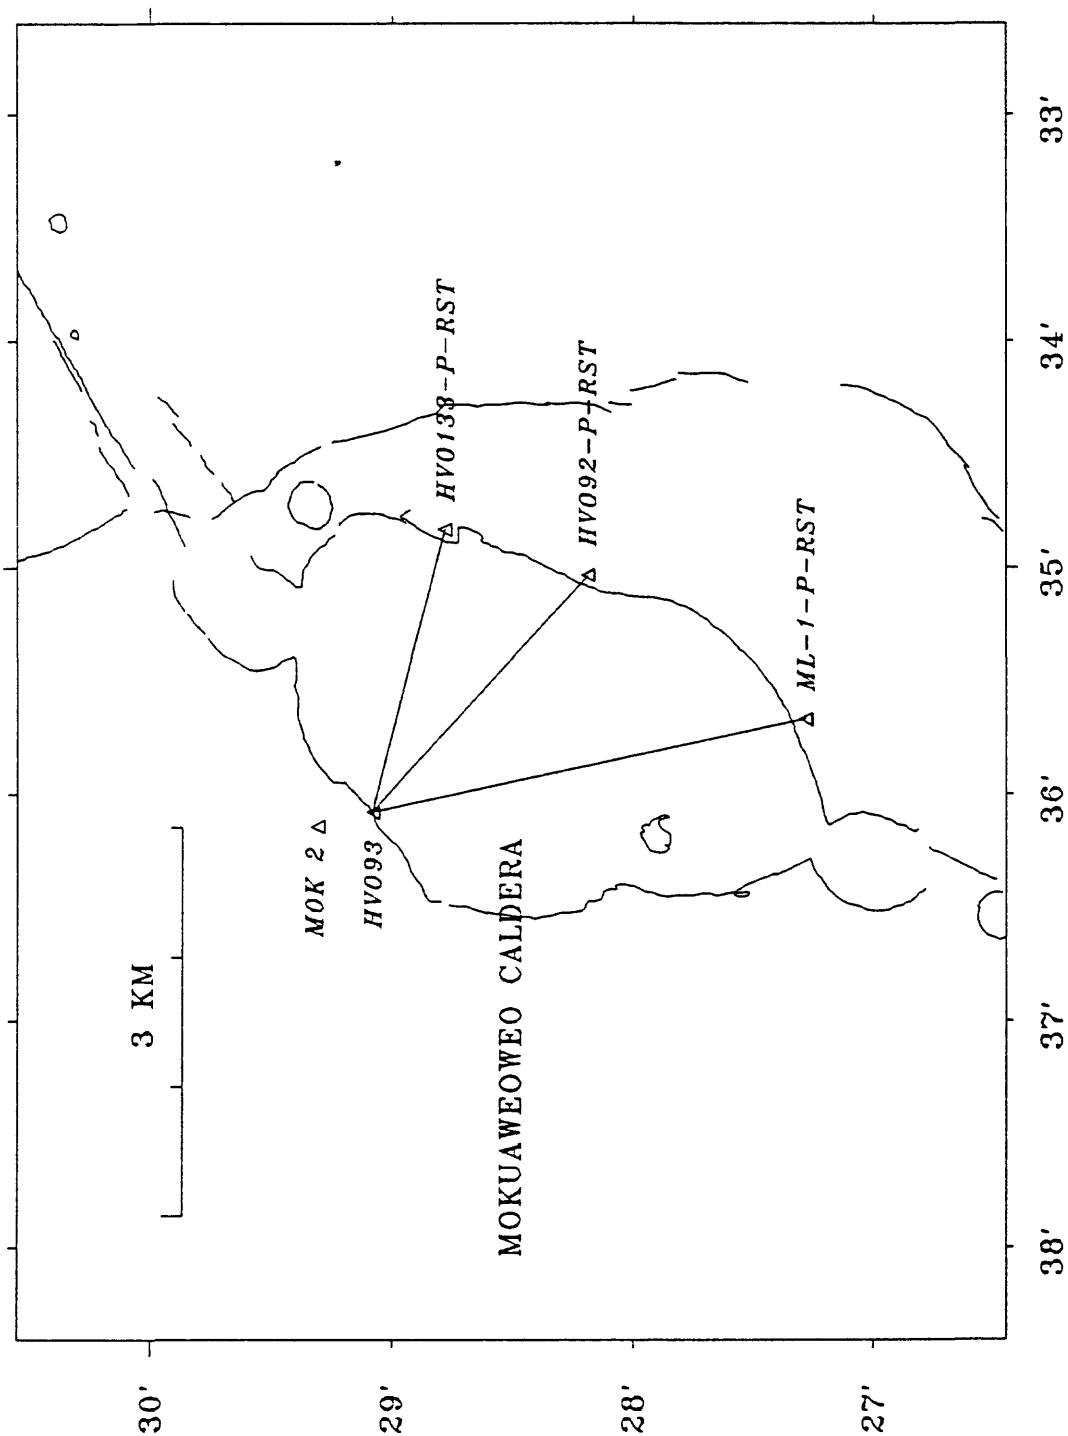 30'
29'
28'
27'
3 KM
MOK 2
HV093
MOKUAWEOWEO CALDERA
HV0133-P-RST
HV092-P-RST
ML-1-P-RST
38'
37'
36'
35'
34'
33'